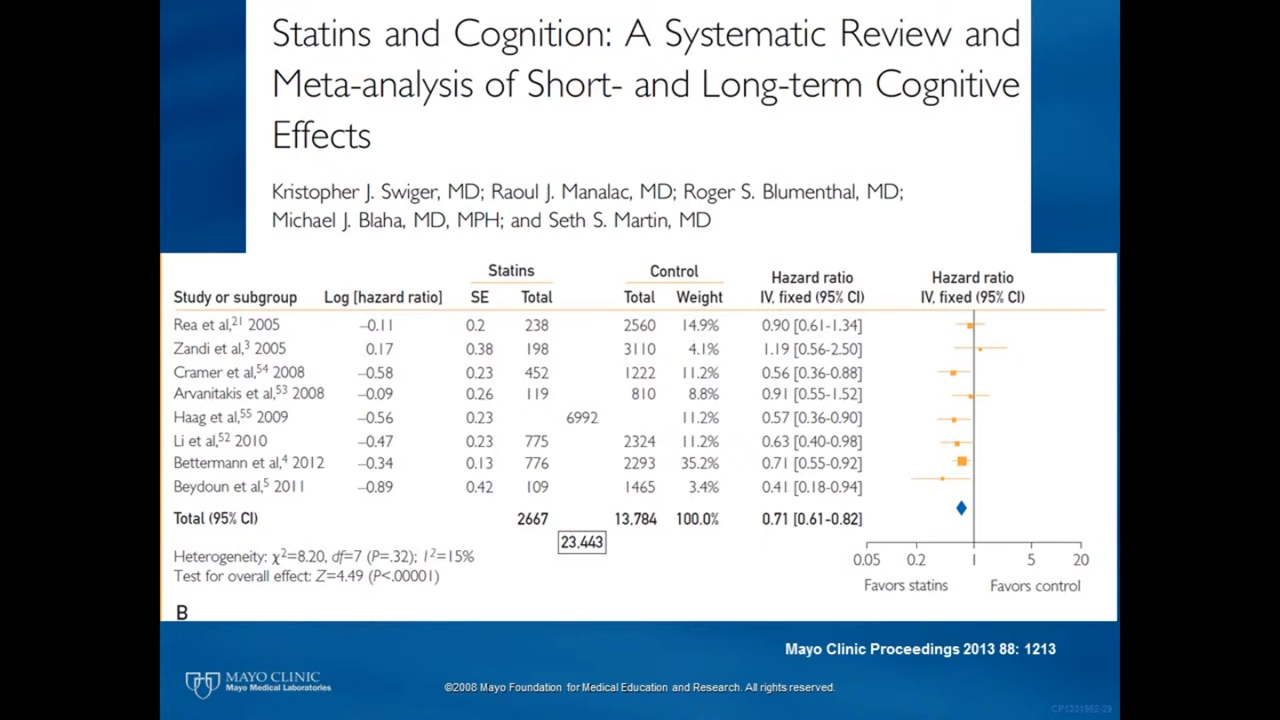 Statins and Cognition: A Systematic Review and
Meta-analysis of Short- and Long-term Cognitive
Effects
Kristopher J. Swiger, MD; Raoul J. Manalac, MD; Roger S. Blumenthal, MD;
Michael J. Blaha, MD, MPH; and Seth S. Martin, MD
Statins Control Hazard ratio Hazard ratio
Study or subgroup Log [hazard ratio] SE Total Total Weight IV, fixed (95% CI) IV, fixed (95% CI)
Rea et al,21 2005 –0.11 0.2 238 2560 14.9% 0.90 [0.61-1.34]
Zandi et al,3 2005 0.17 0.38 198 3110 4.1% 1.19 [0.56-2.50]
Cramer et al,54 2008 –0.58 0.23 452 1222 11.2% 0.56 [0.36-0.88]
Arvanitakis et al,53 2008 –0.09 0.26 119 810 8.8% 0.91 [0.55-1.52]
Haag et al,55 2009 –0.56 0.23 6992 11.2% 0.57 [0.36-0.90]
Li et al,52 2010 –0.47 0.23 775 2324 11.2% 0.63 [0.40-0.98]
Bettermann et al,4 2012 –0.34 0.13 776 2293 35.2% 0.71 [0.55-0.92]
Beydoun et al,5 2011 –0.89 0.42 109 1465 3.4% 0.41 [0.18-0.94]
Total (95% CI) 2667 13,784 100.0% 0.71 [0.61-0.82]
23,443
Heterogeneity: χ2=8.20, df=7 (P=.32); I2=15%
Test for overall effect: Z=4.49 (P<.00001)
0.05 0.2 1 5 20
Favors statins Favors control
B
Mayo Clinic Proceedings 2013 88: 1213
MAYO CLINIC
Mayo Medical Laboratories
©2008 Mayo Foundation for Medical Education and Research. All rights reserved.